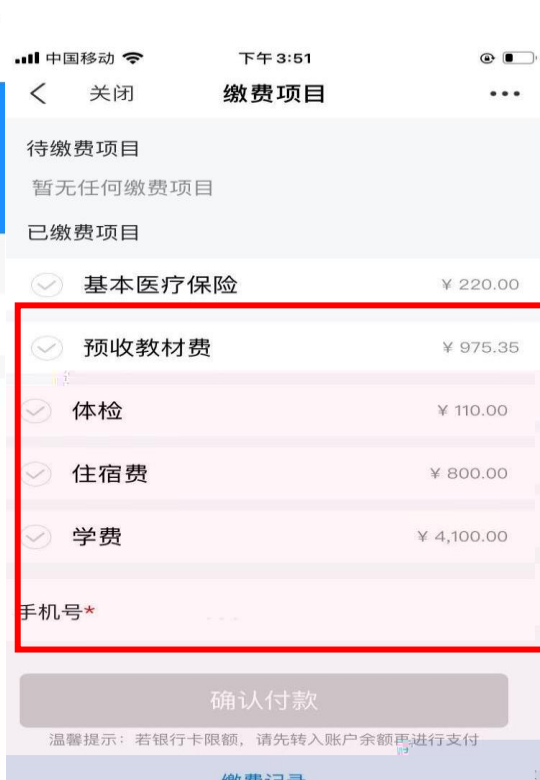 中国移动 下午 3:51
关闭 缴费项目 •••
待缴费项目
暂无任何缴费项目
已缴费项目
基本医疗保险 ¥ 220.00
预收教材费 ¥ 975.35
体检 ¥ 110.00
住宿费 ¥ 800.00
学费 ¥ 4,100.00
手机号*
确认付款
温馨提示：若银行卡限额，请先转入账户余额再进行支付
缴费记录